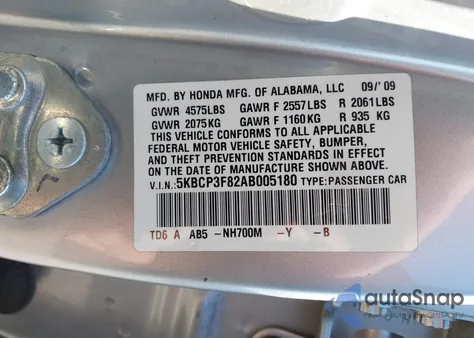 MFD. BY HONDA MFG. OF ALABAMA, LLC 09/'09
GVWR 4575LBS GAWR F 2557LBS R 2061LBS
GVWR 2075KG GAWR F 1160KG R 935 KG
THIS VEHICLE CONFORMS TO ALL APPLICABLE
FEDERAL MOTOR VEHICLE SAFETY, BUMPER,
AND THEFT PREVENTION STANDARDS IN EFFECT
ON THE DATE OF MANUFACTURE SHOWN ABOVE.
V.I.N.:5KBCP3F82AB005180 TYPE:PASSENGER CAR
TD6 A AB5 -NH700M -Y -B
autoSnap